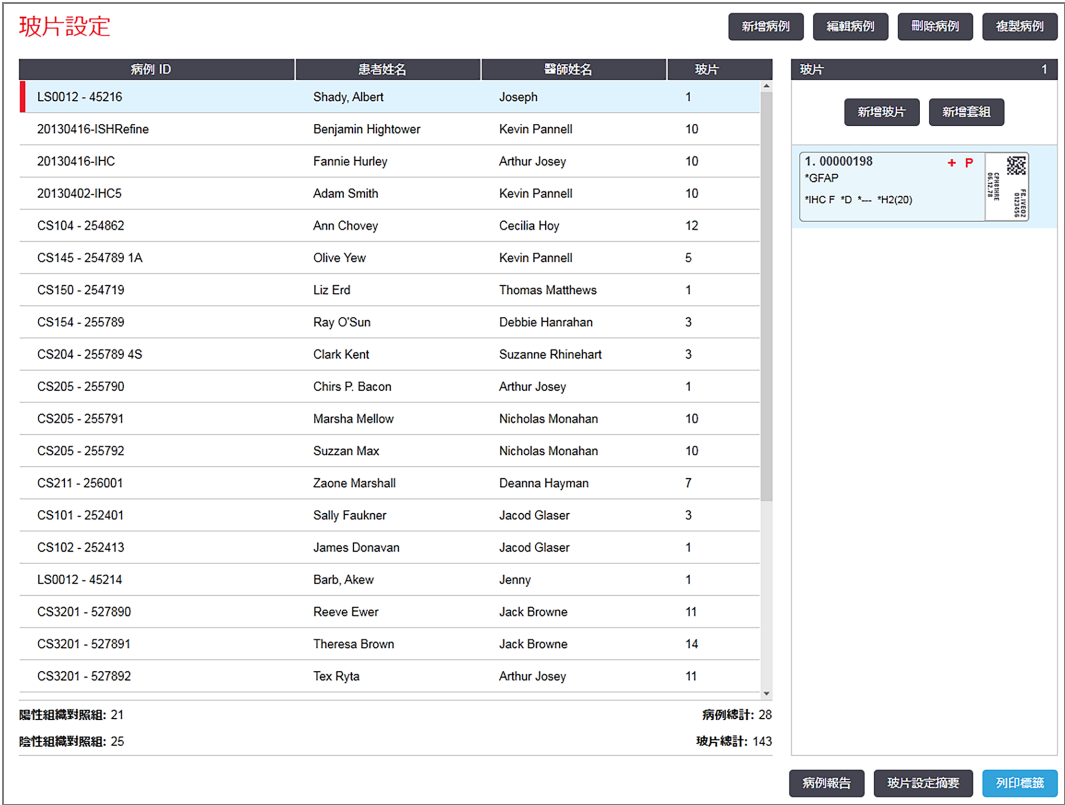 玻片設定
新增病例 編輯病例 刪除病例 複製病例
病例 ID 患者姓名 醫師姓名 玻片
LS0012 - 45216 Shady, Albert Joseph 1
20130416-ISHRefine Benjamin Hightower Kevin Pannell 10
20130416-IHC Fannie Hurley Arthur Josey 10
20130402-IHC5 Adam Smith Kevin Pannell 10
CS104 - 254862 Ann Chovey Cecilia Hoy 12
CS145 - 254789 1A Olive Yew Kevin Pannell 5
CS150 - 254719 Liz Erd Thomas Matthews 1
CS154 - 255789 Ray O'Sun Debbie Hanrahan 3
CS204 - 255789 4S Clark Kent Suzanne Rhinehart 3
CS205 - 255790 Chirs P. Bacon Arthur Josey 1
CS205 - 255791 Marsha Mellow Nicholas Monahan 10
CS205 - 255792 Suzzan Max Nicholas Monahan 10
CS211 - 256001 Zaone Marshall Deanna Hayman 7
CS101 - 252401 Sally Faukner Jacod Glaser 3
CS102 - 252413 James Donavan Jacod Glaser 1
LS0012 - 45214 Barb, Akew Jenny 1
CS3201 - 527890 Reeve Ewer Jack Browne 11
CS3201 - 527891 Theresa Brown Jack Browne 14
CS3201 - 527892 Tex Ryta Arthur Josey 11
陽性組織對照組: 21 病例總計: 28
陰性組織對照組: 25 玻片總計: 143
玻片 1
新增玻片 新增套組
1. 00000198 + P
*GFAP
*IHC F *D *--- *H2(20)
06.12.78
0123456
病例報告 玻片設定摘要 列印標籤